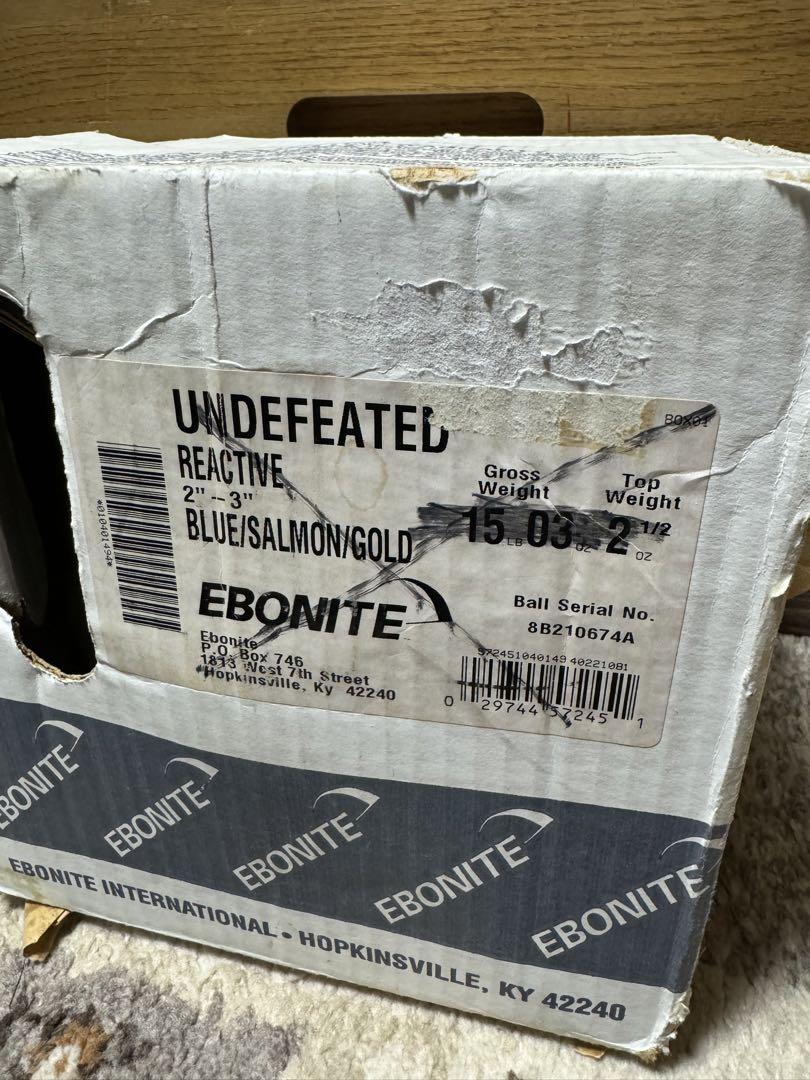 UNDEFEATED
BOX01
REACTIVE
2" -- 3"
BLUE/SALMON/GOLD
Gross Weight
Top Weight
15 LB 03 OZ 2 1/2 OZ
*010401494*
EBONITE
Ball Serial No.
8B210674A
Ebonite
P.O. Box 746
1813 West 7th Street
Hopkinsville, Ky 42240
57245104014940221081
0 29744 57245 1
EBONITE EBONITE EBONITE EBONITE EBONITE
EBONITE INTERNATIONAL • HOPKINSVILLE, KY 42240